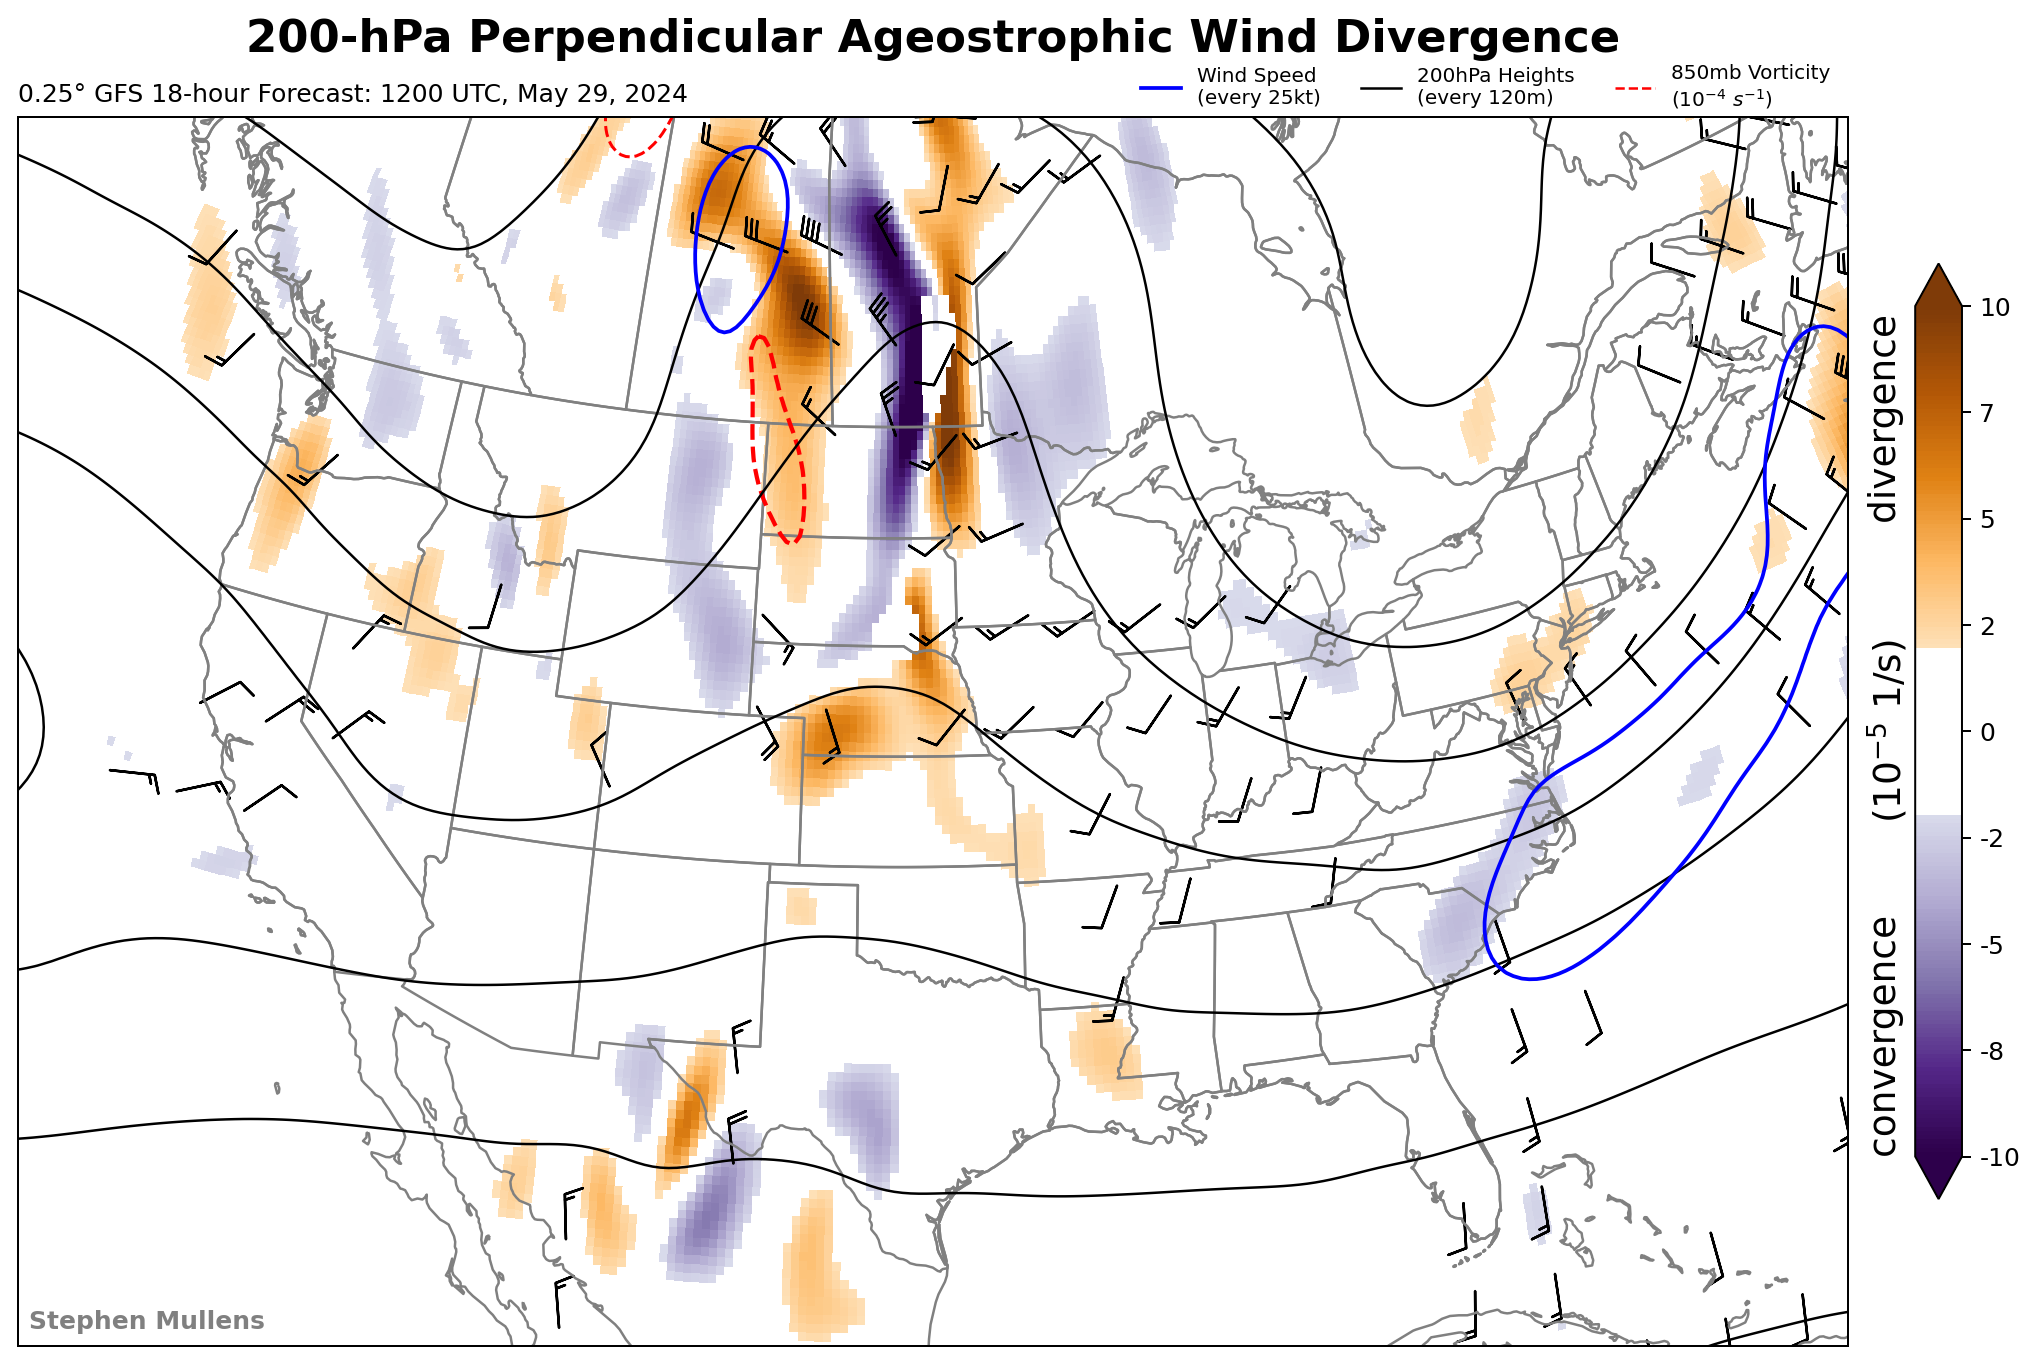 200-hPa Perpendicular Ageostrophic Wind Divergence
0.25° GFS 18-hour Forecast: 1200 UTC, May 29, 2024
Wind Speed
(every 25kt)
200hPa Heights
(every 120m)
850mb Vorticity
(10⁻⁴ s⁻¹)
10
7
5
2
0
-2
-5
-8
-10
convergence (10⁻⁵ 1/s) divergence
Stephen Mullens